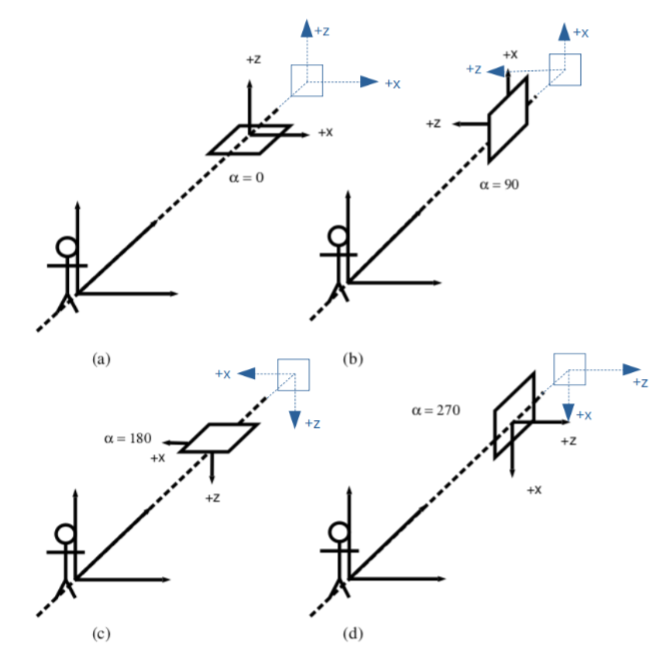 +z
+z
+x
+x
α = 0
(a)
+x
+x
+z
+z
α = 90
(b)
+x
α = 180
+x
+z
+z
(c)
α = 270
+z
+x
+z
+x
(d)